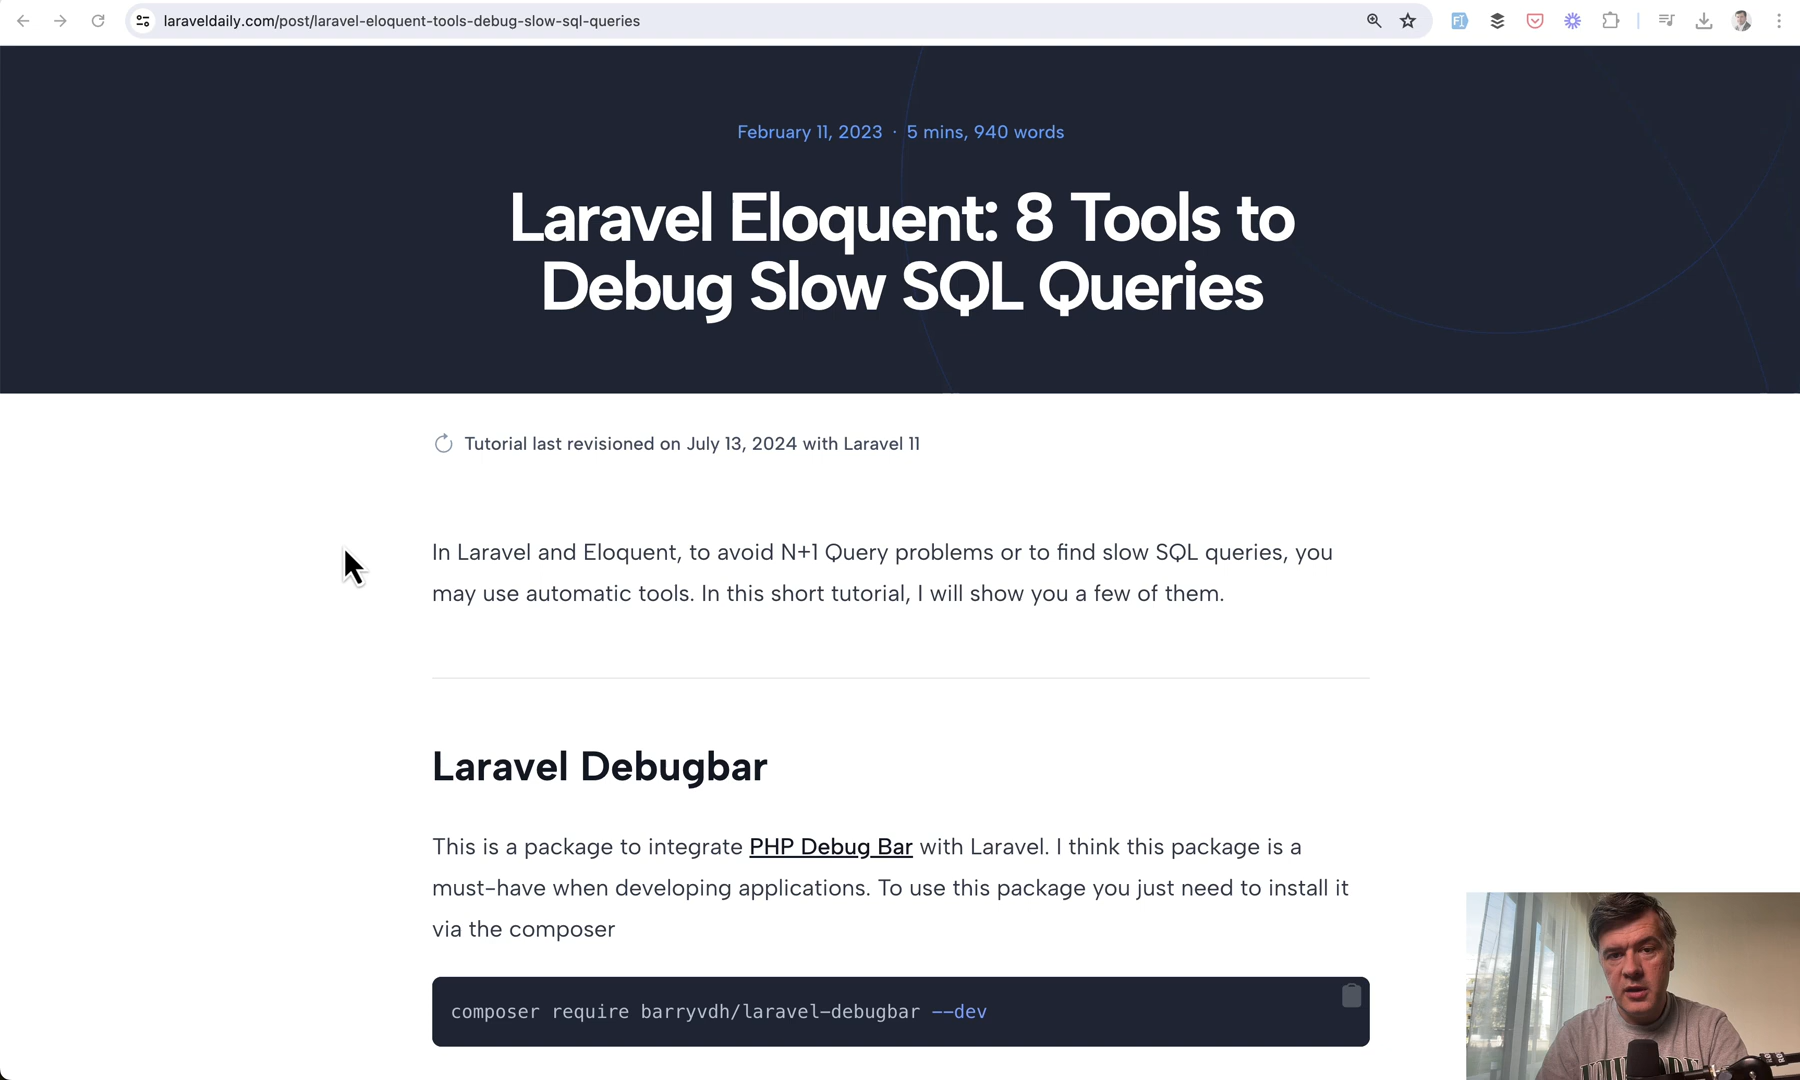 laraveldaily.com/post/laravel-eloquent-tools-debug-slow-sql-queries
February 11, 2023 · 5 mins, 940 words
Laravel Eloquent: 8 Tools to
Debug Slow SQL Queries
Tutorial last revisioned on July 13, 2024 with Laravel 11
In Laravel and Eloquent, to avoid N+1 Query problems or to find slow SQL queries, you
may use automatic tools. In this short tutorial, I will show you a few of them.
Laravel Debugbar
This is a package to integrate PHP Debug Bar with Laravel. I think this package is a
must-have when developing applications. To use this package you just need to install it
via the composer
composer require barryvdh/laravel-debugbar --dev